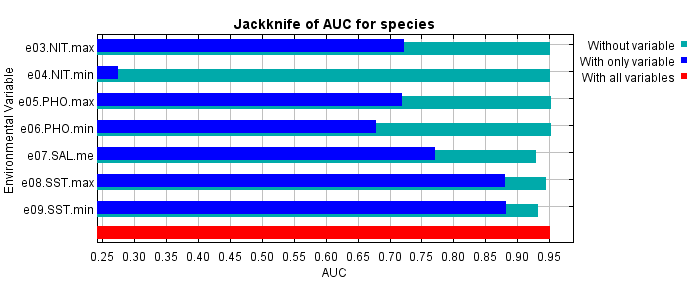 Jackknife of AUC for species
Environmental Variable
e03.NIT.max
e04.NIT.min
e05.PHO.max
e06.PHO.min
e07.SAL.me
e08.SST.max
e09.SST.min
0.25 0.30 0.35 0.40 0.45 0.50 0.55 0.60 0.65 0.70 0.75 0.80 0.85 0.90 0.95
AUC
Without variable
With only variable
With all variables